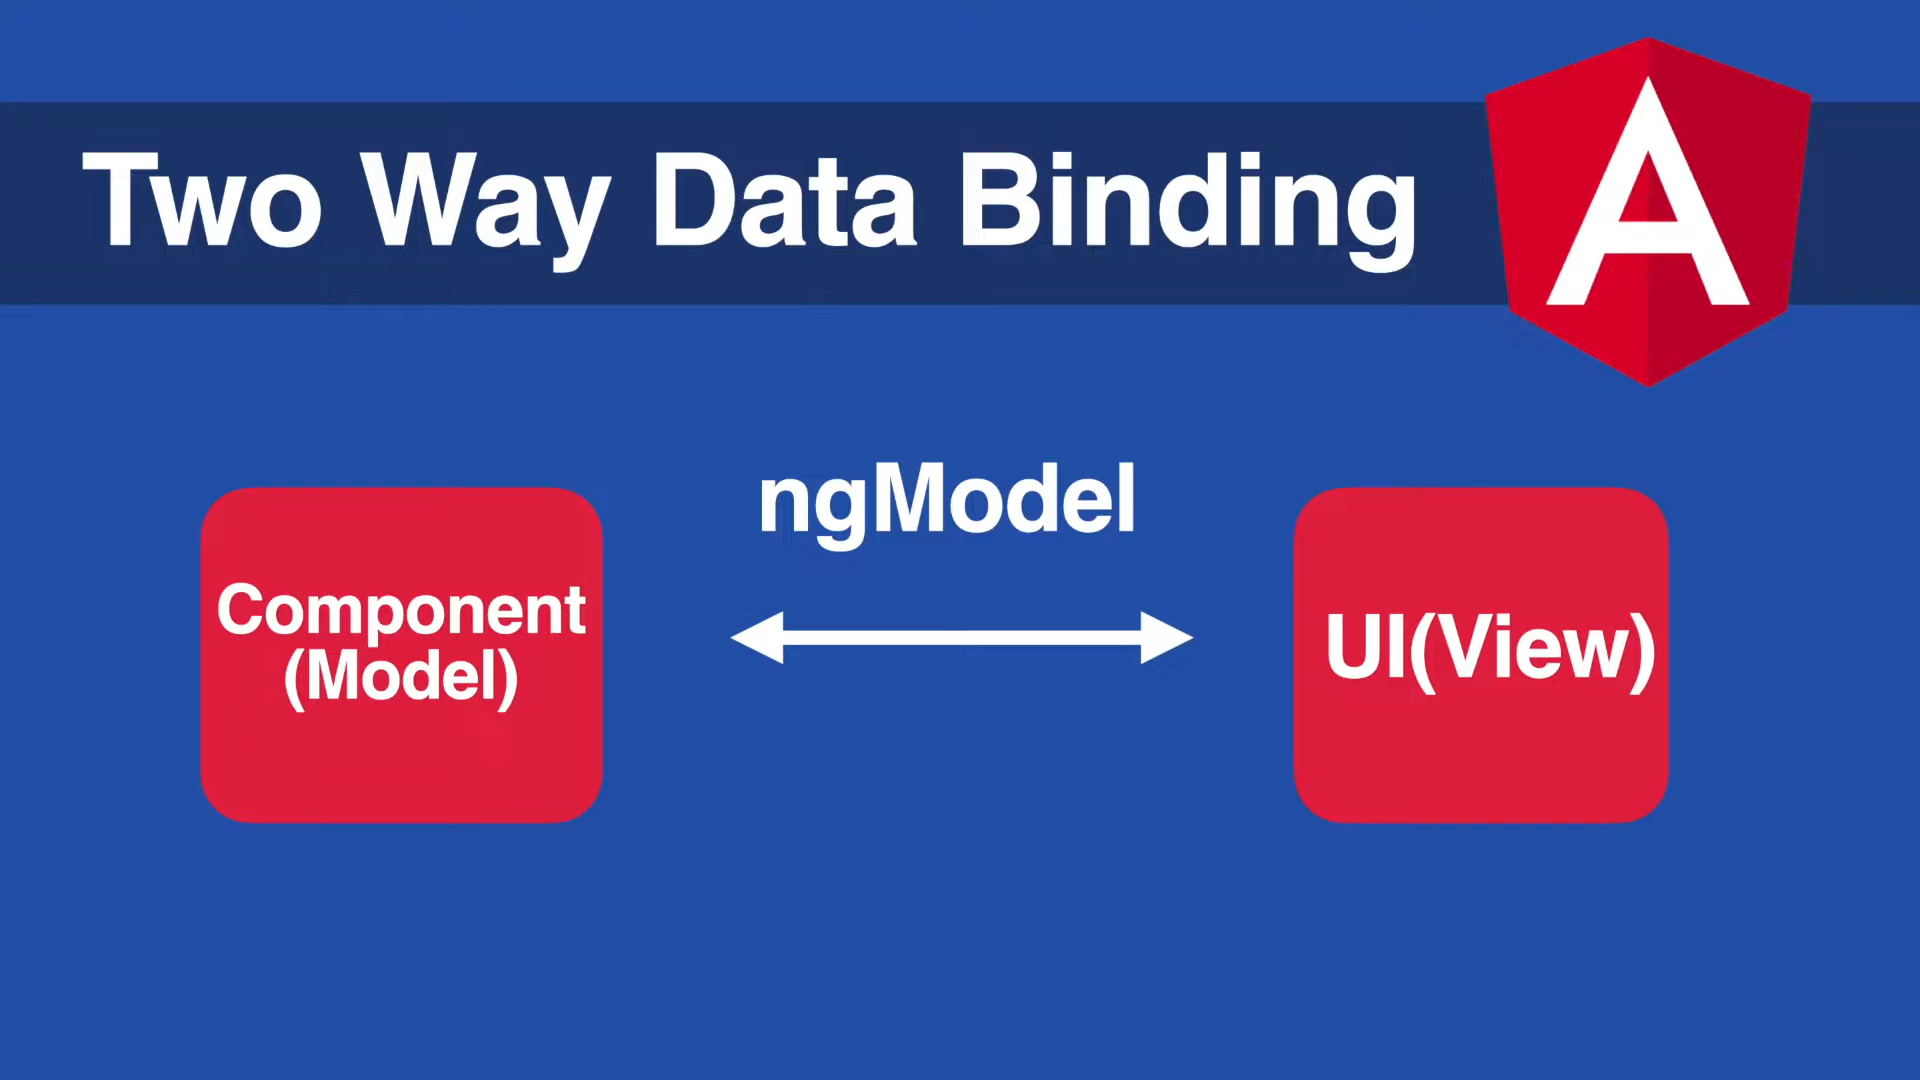 Two Way Data Binding
A
ngModel
Component
(Model)
UI(View)